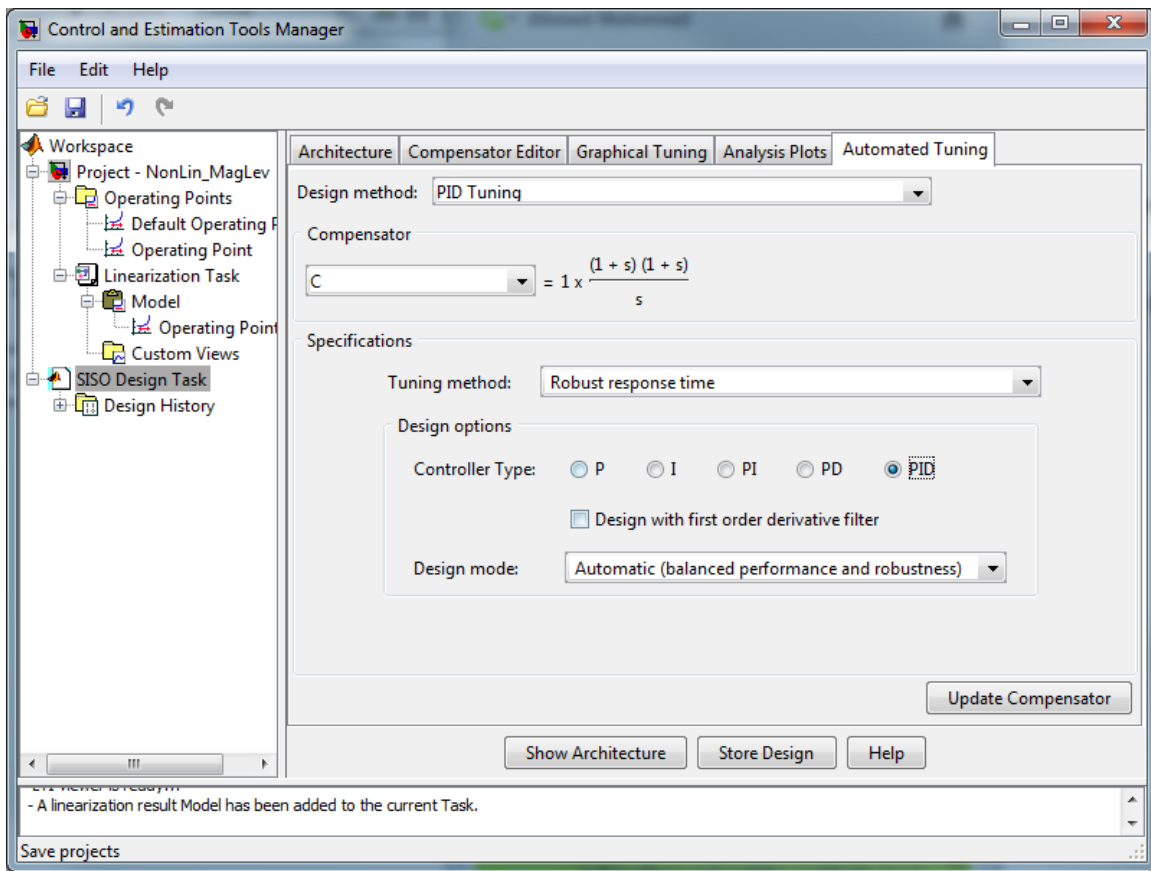 Control and Estimation Tools Manager
File Edit Help
Workspace
Project - NonLin_MagLev
Operating Points
Default Operating P
Operating Point
Linearization Task
Model
Operating Point
Custom Views
SISO Design Task
Design History
Architecture Compensator Editor Graphical Tuning Analysis Plots Automated Tuning
Design method: PID Tuning
Compensator
C = 1 x (1 + s) (1 + s)
s
Specifications
Tuning method: Robust response time
Design options
Controller Type: P I PI PD PID
Design with first order derivative filter
Design mode: Automatic (balanced performance and robustness)
Update Compensator
Show Architecture Store Design Help
- A linearization result Model has been added to the current Task.
Save projects